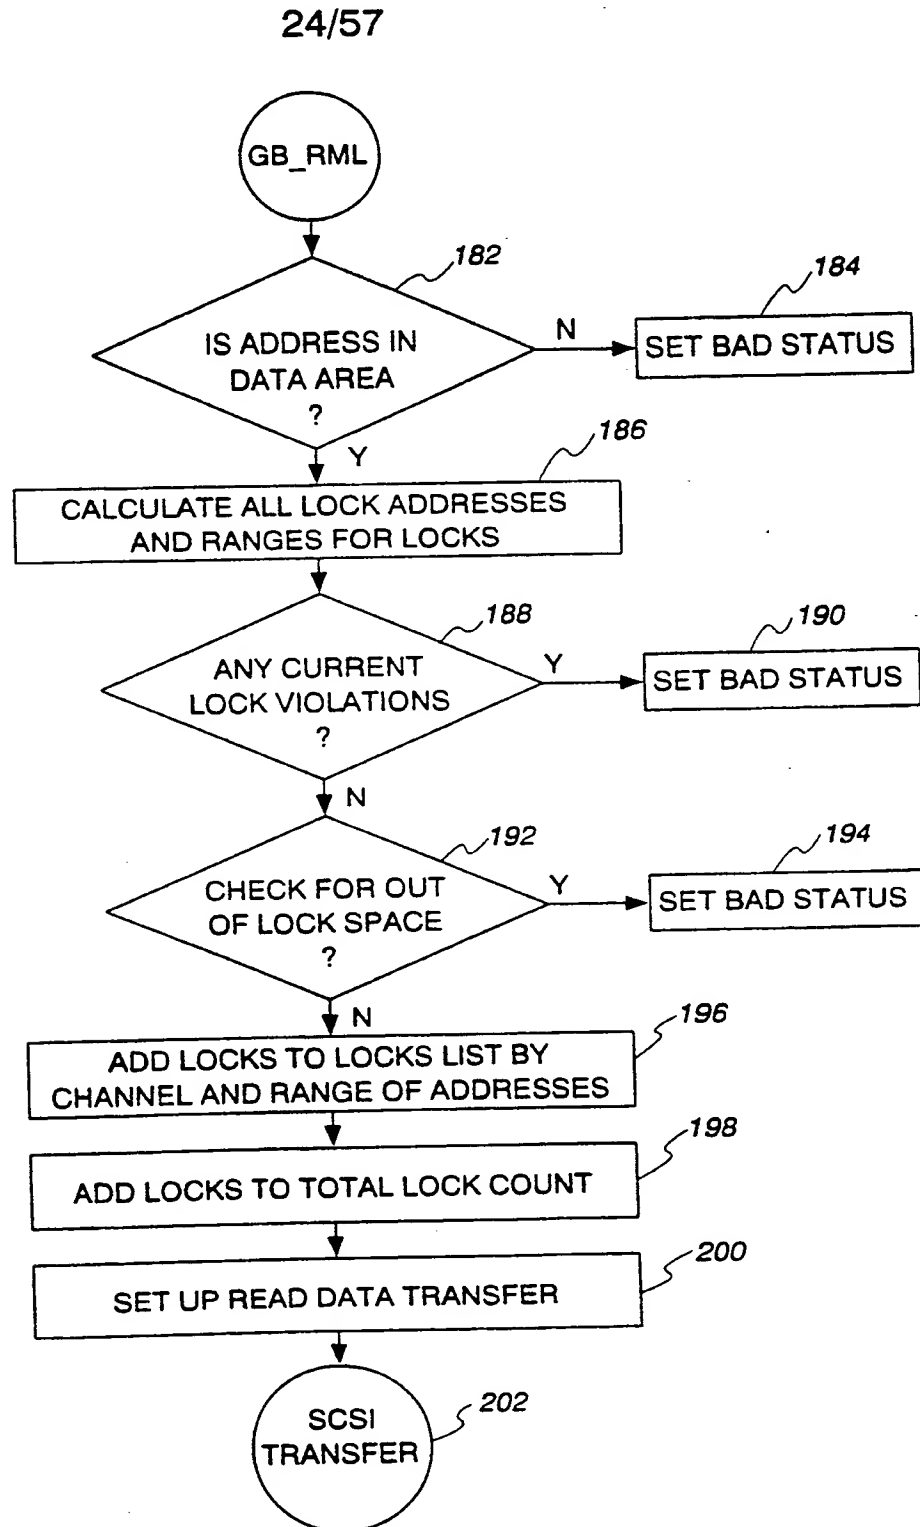 24/57
GB_RML
182
184
IS ADDRESS IN
DATA AREA
?
N
SET BAD STATUS
Y
186
CALCULATE ALL LOCK ADDRESSES
AND RANGES FOR LOCKS
188
190
ANY CURRENT
LOCK VIOLATIONS
?
Y
SET BAD STATUS
N
192
194
CHECK FOR OUT
OF LOCK SPACE
?
Y
SET BAD STATUS
N
196
ADD LOCKS TO LOCKS LIST BY
CHANNEL AND RANGE OF ADDRESSES
198
ADD LOCKS TO TOTAL LOCK COUNT
200
SET UP READ DATA TRANSFER
202
SCSI
TRANSFER